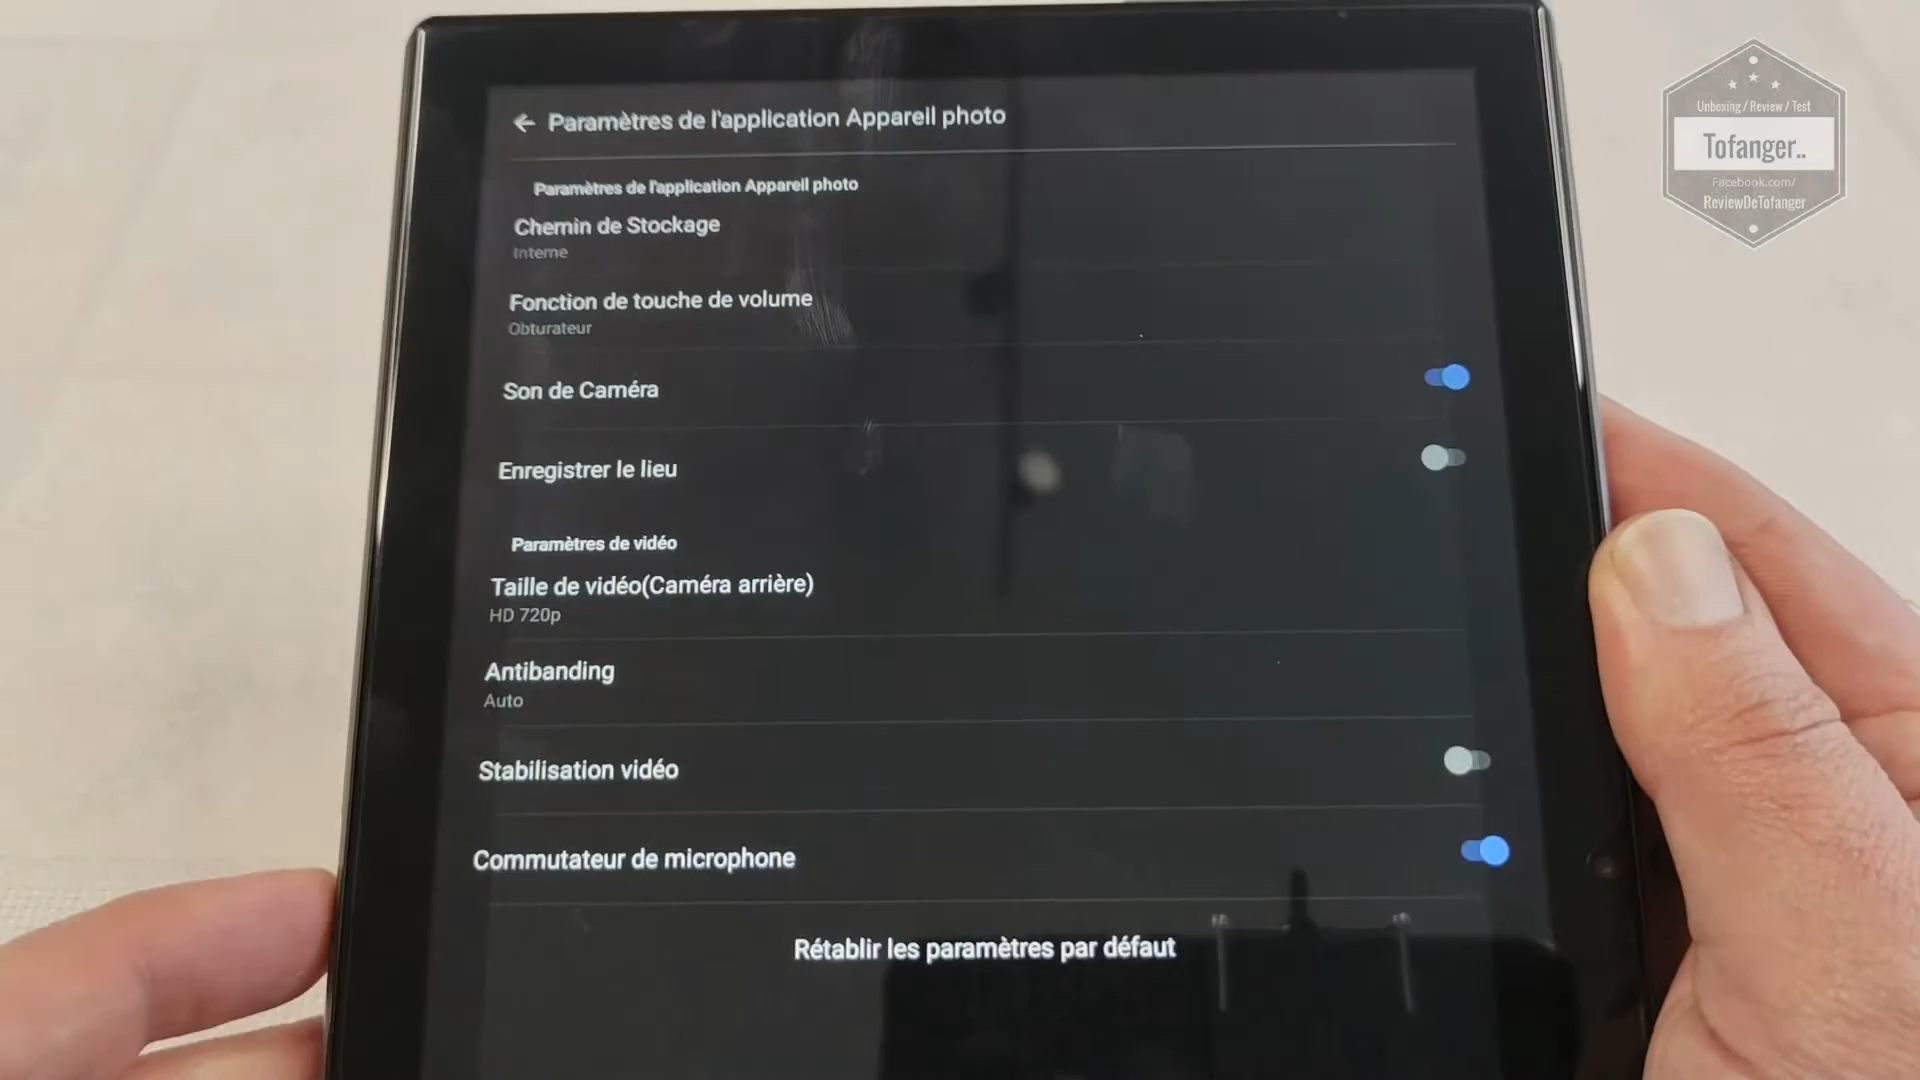 Paramètres de l'application Appareil photo
Paramètres de l'application Appareil photo
Chemin de Stockage
Interne
Fonction de touche de volume
Obturateur
Son de Caméra
Enregistrer le lieu
Paramètres de vidéo
Taille de vidéo(Caméra arrière)
HD 720p
Antibanding
Auto
Stabilisation vidéo
Commutateur de microphone
Rétablir les paramètres par défaut
Unboxing / Review / Test
Tofanger..
Facebook.com/
ReviewDeTofanger